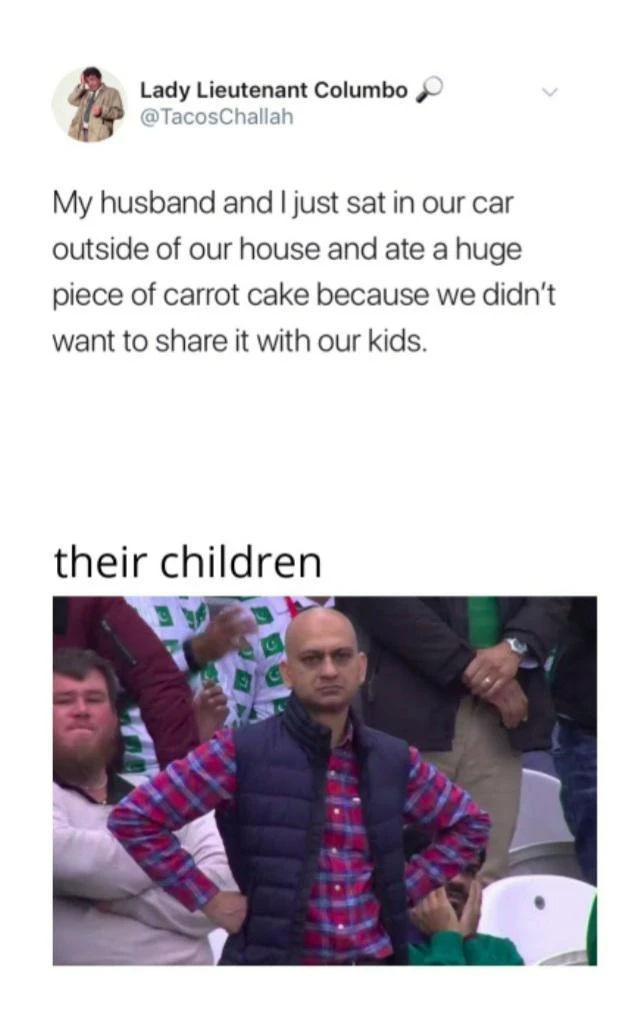 Lady Lieutenant Columbo
@TacosChallah
My husband and I just sat in our car
outside of our house and ate a huge
piece of carrot cake because we didn't
want to share it with our kids.
their children